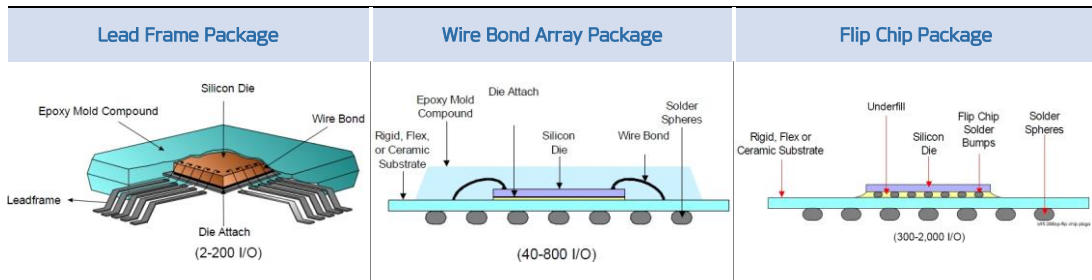 Lead Frame Package
Wire Bond Array Package
Flip Chip Package
Silicon Die
Epoxy Mold Compound
Wire Bond
Leadframe
Die Attach
(2-200 I/O)
Epoxy Mold
Compound
Die Attach
Solder
Spheres
Rigid, Flex,
or Ceramic
Substrate
Silicon
Die
Wire Bond
(40-800 I/O)
Underfill
Flip Chip
Solder
Bumps
Solder
Spheres
Rigid, Flex or
Ceramic Substrate
Silicon
Die
(300-2,000 I/O)